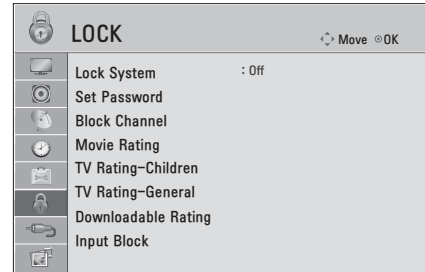 LOCK
Move OK
Lock System : Off
Set Password
Block Channel
Movie Rating
TV Rating-Children
TV Rating-General
Downloadable Rating
Input Block